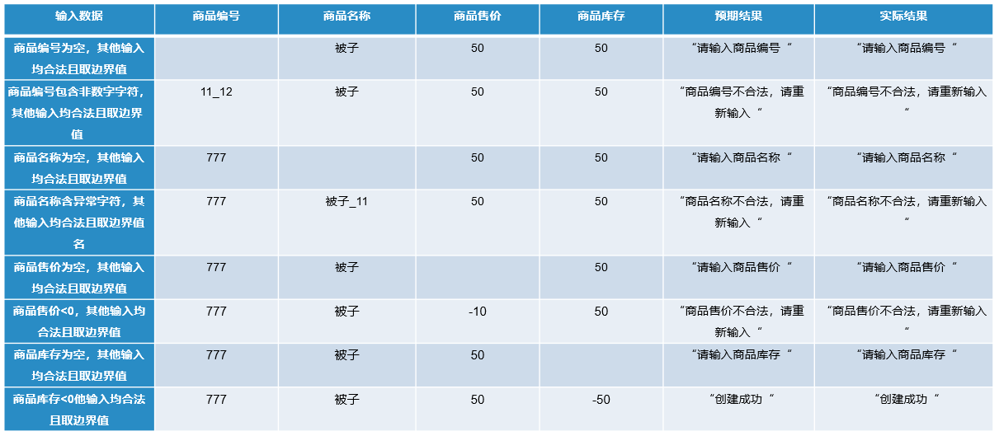 输入数据 商品编号 商品名称 商品售价 商品库存 预期结果 实际结果
商品编号为空，其他输入 被子 50 50 “请输入商品编号“ “请输入商品编号“
均合法且取边界值
商品编号包含非数字字符， 11_12 被子 50 50 “商品编号不合法，请重 “商品编号不合法，请重新输入
其他输入均合法且取边界 新输入“ “
值
商品名称为空，其他输入 777 50 50 “请输入商品名称“ “请输入商品名称“
均合法且取边界值
商品名称含异常字符，其 777 被子_11 50 50 “商品名称不合法，请重 “商品名称不合法，请重新输入
他输入均合法且取边界值 新输入“ “
名
商品售价为空，其他输入 777 被子 50 “请输入商品售价“ “请输入商品售价“
均合法且取边界值
商品售价<0，其他输入均 777 被子 -10 50 “商品售价不合法，请重 “商品售价不合法，请重新输入
合法且取边界值 新输入“ “
商品库存为空，其他输入 777 被子 50 “请输入商品库存“ “请输入商品库存“
均合法且取边界值
商品库存<0他输入均合法 777 被子 50 -50 “创建成功“ “创建成功“
且取边界值